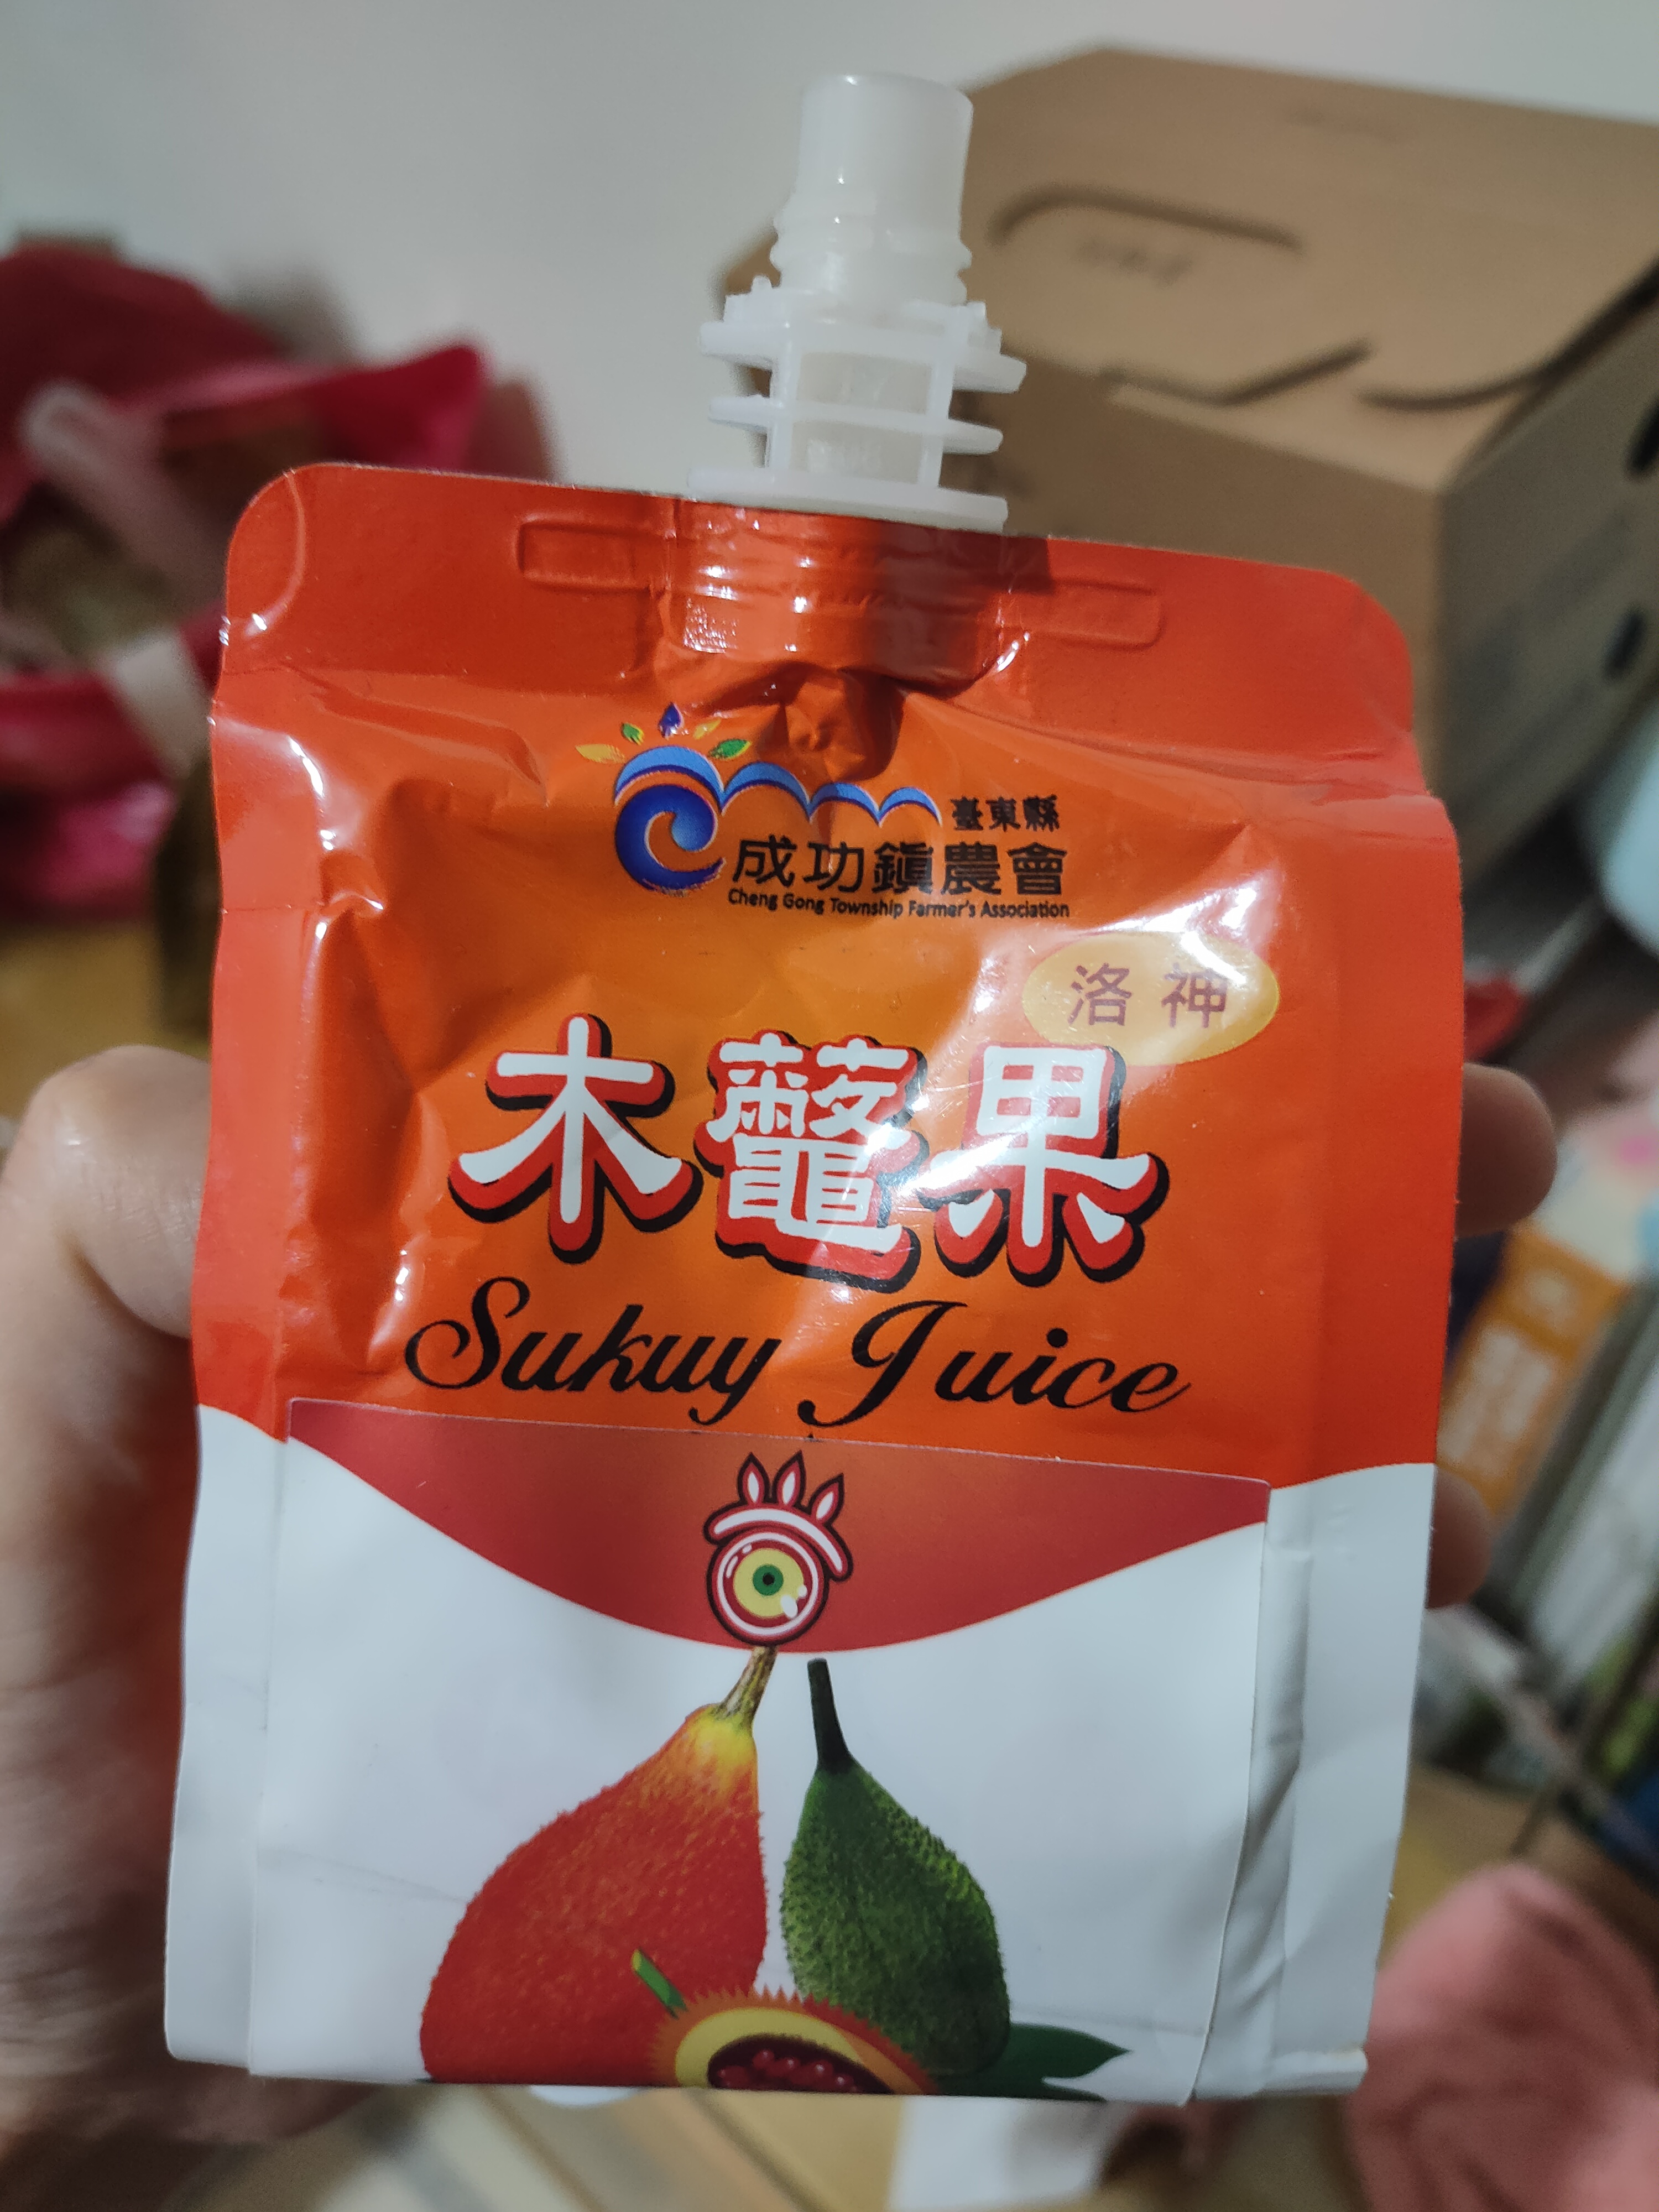 臺東縣
成功鎮農會
Cheng Gong Township Farmer's Association
洛神
木虌果
Sukuy Juice